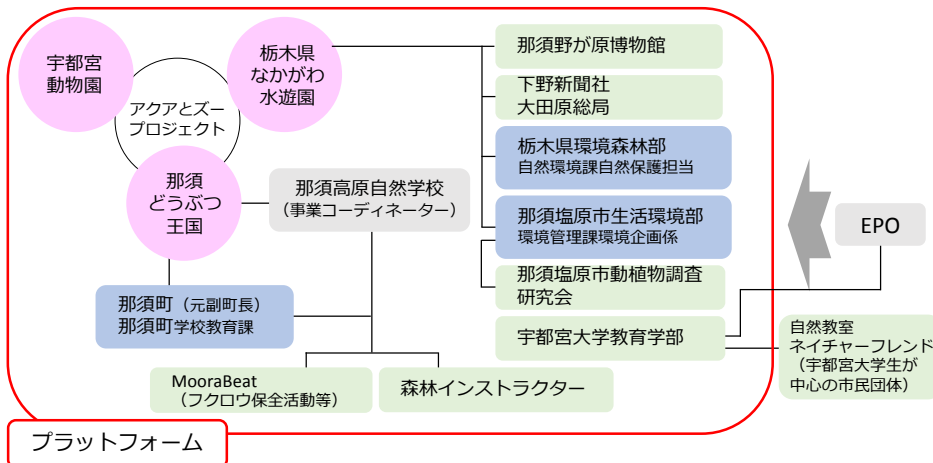 宇都宮
動物園
栃木県
なかがわ
水遊園
アクアとズー
プロジェクト
那須
どうぶつ
王国
那須高原自然学校
（事業コーディネーター）
那須町（元副町長）
那須町学校教育課
MooraBeat
（フクロウ保全活動等）
森林インストラクター
那須野が原博物館
下野新聞社
大田原総局
栃木県環境森林部
自然環境課自然保護担当
那須塩原市生活環境部
環境管理課環境企画係
那須塩原市動植物調査
研究会
宇都宮大学教育学部
EPO
自然教室
ネイチャーフレンド
（宇都宮大学生が
中心の市民団体）
プラットフォーム